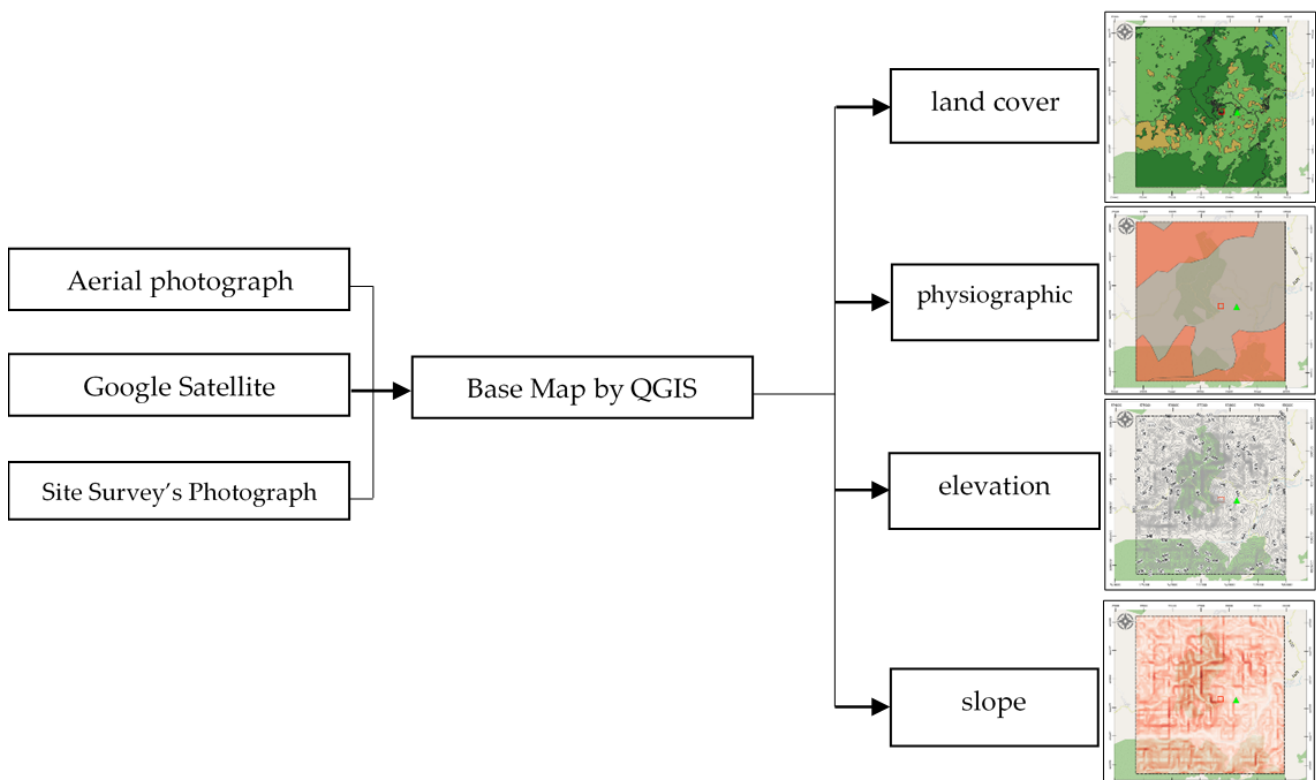 Aerial photograph
Google Satellite
Site Survey's Photograph
Base Map by QGIS
land cover
physiographic
elevation
slope